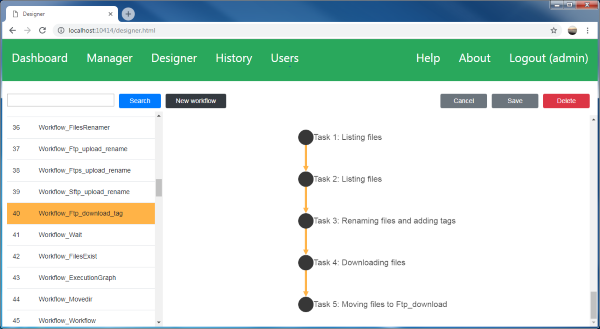 Designer
localhost:10414/designer.html
Dashboard Manager Designer History Users Help About Logout (admin)
Search New workflow Cancel Save Delete
36 Workflow_FilesRenamer
37 Workflow_Ftp_upload_rename
38 Workflow_Ftps_upload_rename
39 Workflow_Sftp_upload_rename
40 Workflow_Ftp_download_tag
41 Workflow_Wait
42 Workflow_FilesExist
43 Workflow_ExecutionGraph
44 Workflow_Movedir
45 Workflow_Workflow
Task 1: Listing files
Task 2: Listing files
Task 3: Renaming files and adding tags
Task 4: Downloading files
Task 5: Moving files to Ftp_download